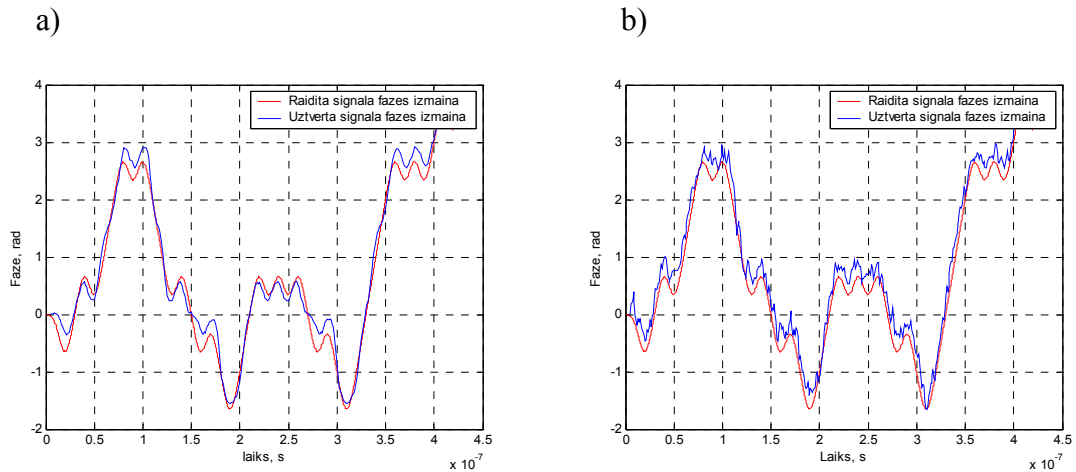 a)
4
3
2
1
0
-1
-2
Faze, rad
Raidita signala fazes izmaina
Uztverta signala fazes izmaina
0 0.5 1 1.5 2 2.5 3 3.5 4 4.5
laiks, s
x 10^-7
b)
4
3
2
1
0
-1
-2
Faze, rad
Raidita signala fazes izmaina
Uztverta signala fazes izmaina
0 0.5 1 1.5 2 2.5 3 3.5 4 4.5
Laiks, s
x 10^-7